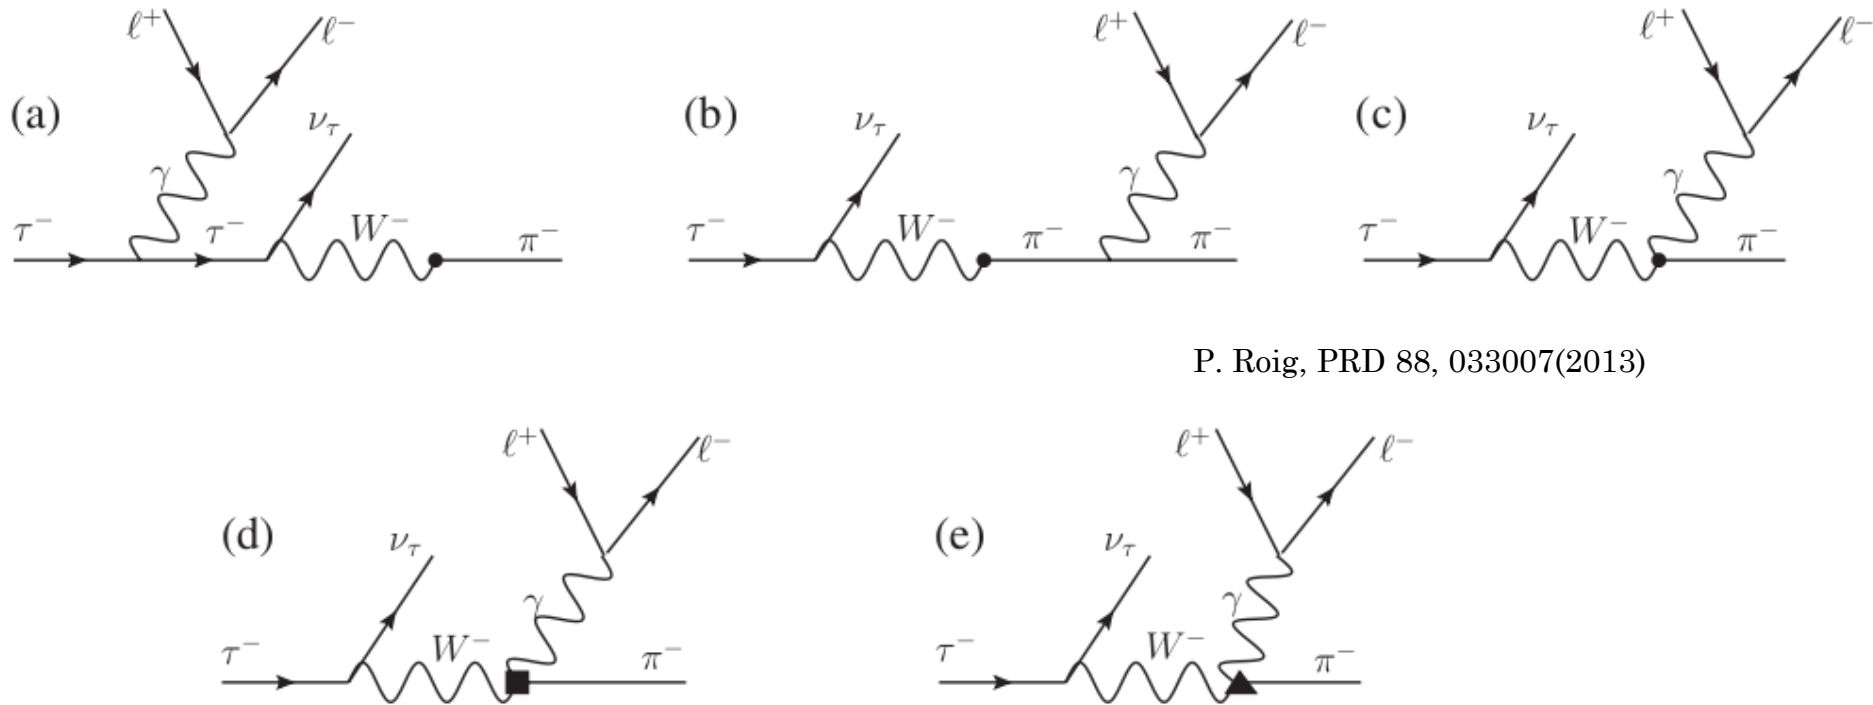 ℓ⁺ ℓ⁻ ℓ⁺ ℓ⁻ ℓ⁺ ℓ⁻
(a) ν_τ (b) ν_τ (c) ν_τ
γ γ γ
τ⁻ τ⁻ W⁻ π⁻ τ⁻ W⁻ π⁻ π⁻ τ⁻ W⁻ π⁻
P. Roig, PRD 88, 033007(2013)
ℓ⁺ ℓ⁻ ℓ⁺ ℓ⁻
(d) ν_τ (e) ν_τ
γ γ
τ⁻ W⁻ π⁻ τ⁻ W⁻ π⁻